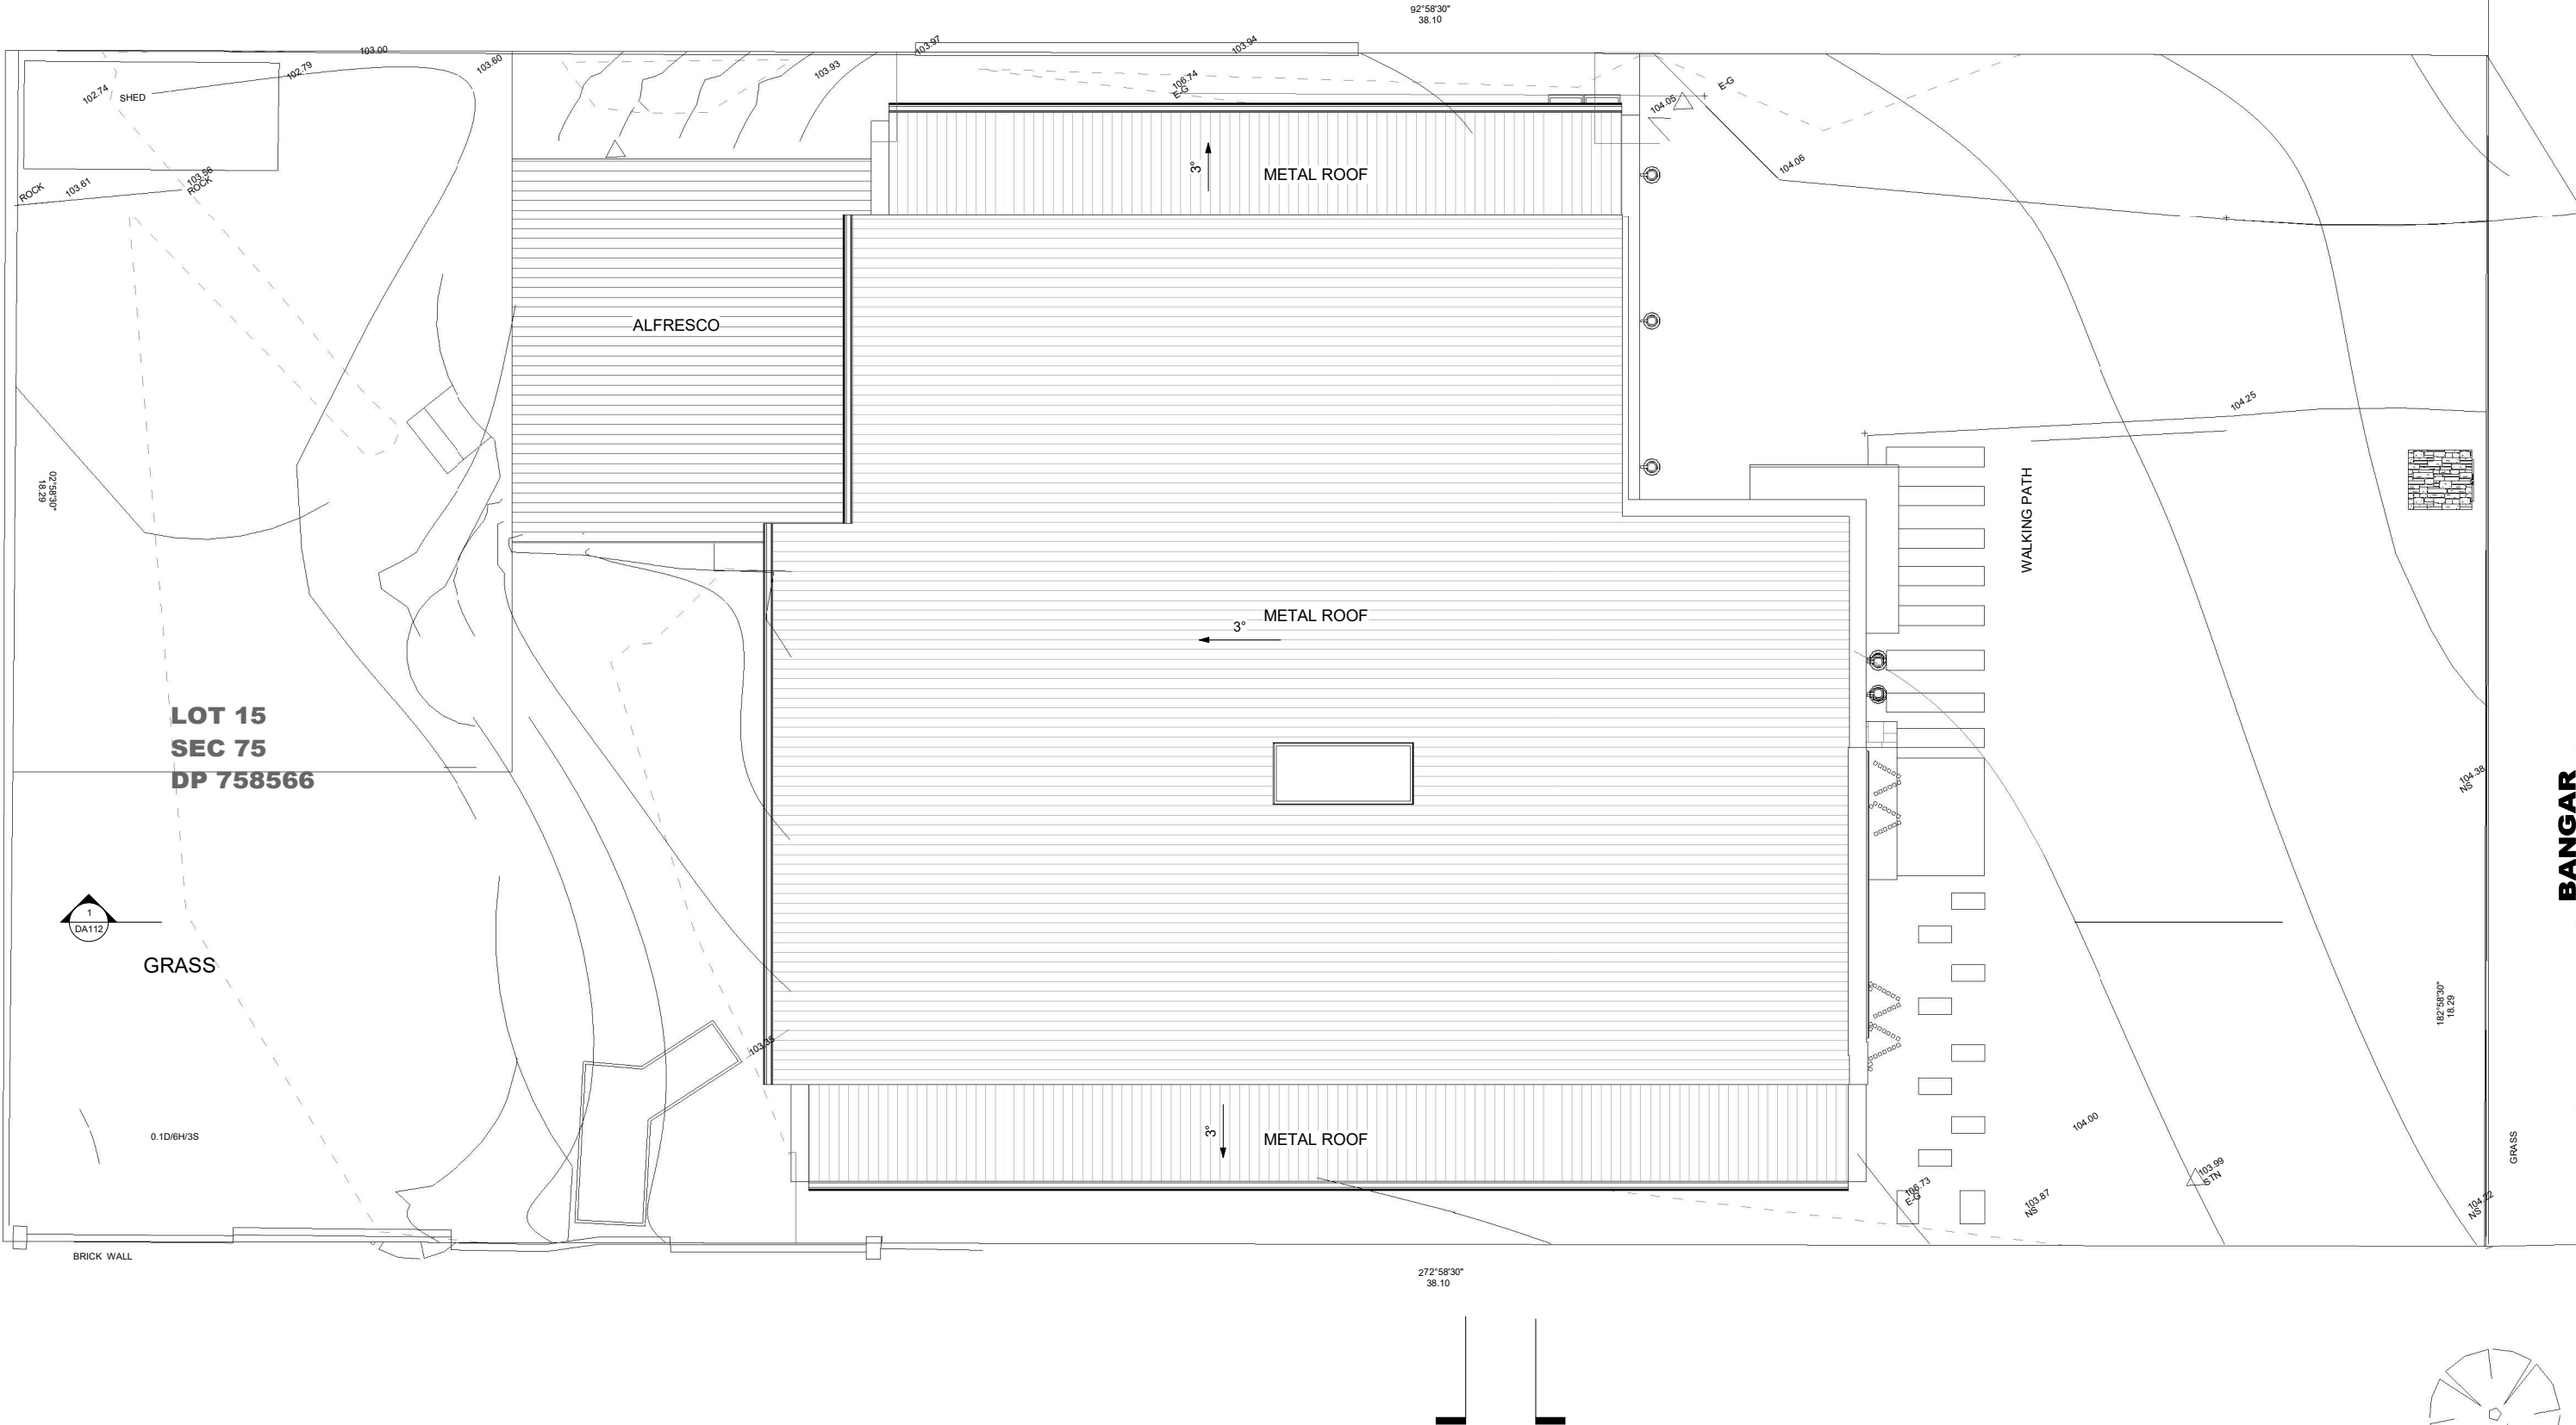 92°58'30"
38.10
103.00
102.79
103.60
103.93
103.97
103.94
106.74
E-G
E-G
104.05
104.06
102.74
SHED
ROCK
103.61
103.56
ROCK
3°
METAL ROOF
ALFRESCO
104.25
WALKING PATH
02°58'30"
18.29
METAL ROOF
3°
LOT 15
SEC 75
DP 758566
104.38
NS
BANGAR
1
DA112
GRASS
182°58'30"
18.29
103.35
0.1D/6H/3S
3°
METAL ROOF
104.00
GRASS
103.99
STN
106.73
E-G
103.87
NS
104.22
NS
BRICK WALL
272°58'30"
38.10